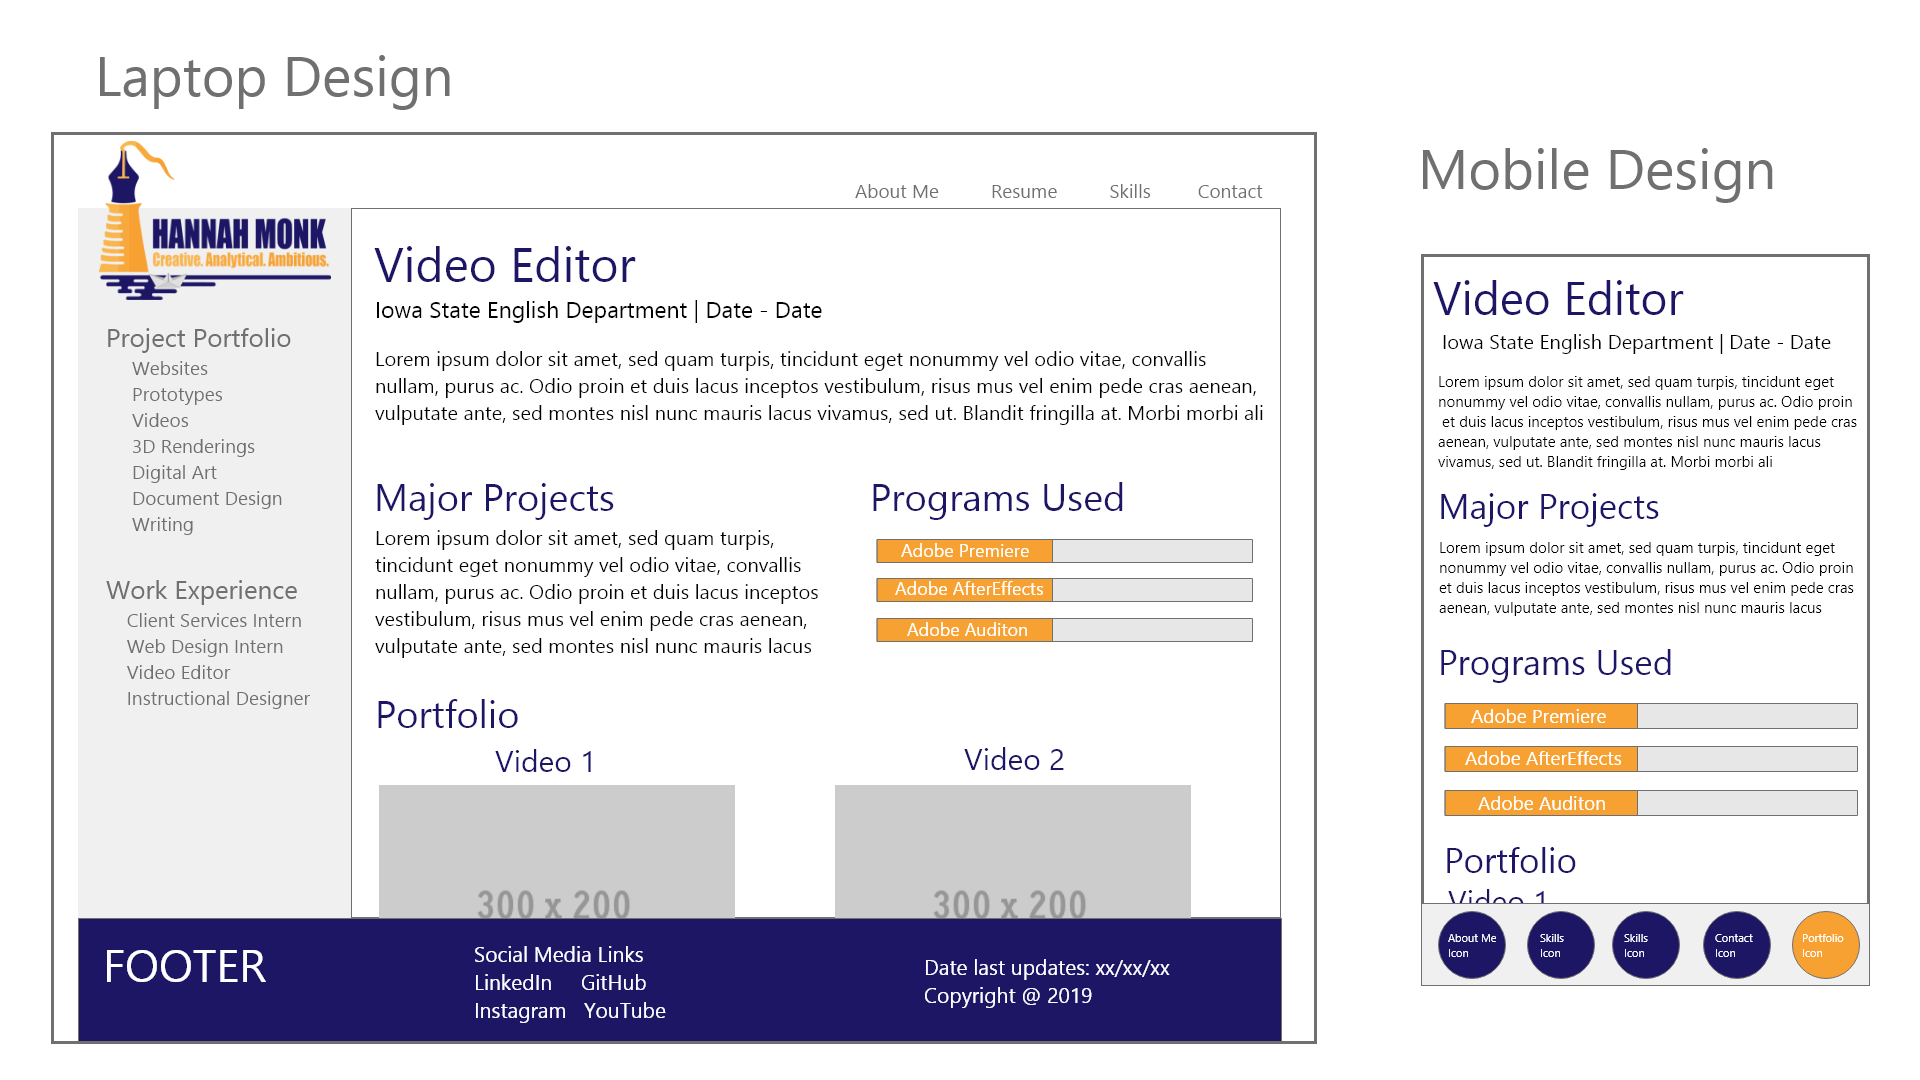 Laptop Design
HANNAH MONK
Creative. Analytical. Ambitious.
About Me
Resume
Skills
Contact
Project Portfolio
Websites
Prototypes
Videos
3D Renderings
Digital Art
Document Design
Writing
Work Experience
Client Services Intern
Web Design Intern
Video Editor
Instructional Designer
Video Editor
Iowa State English Department | Date - Date
Lorem ipsum dolor sit amet, sed quam turpis, tincidunt eget nonummy vel odio vitae, convallis
nullam, purus ac. Odio proin et duis lacus inceptos vestibulum, risus mus vel enim pede cras aenean,
vulputate ante, sed montes nisl nunc mauris lacus vivamus, sed ut. Blandit fringilla at. Morbi morbi ali
Major Projects
Lorem ipsum dolor sit amet, sed quam turpis,
tincidunt eget nonummy vel odio vitae, convallis
nullam, purus ac. Odio proin et duis lacus inceptos
vestibulum, risus mus vel enim pede cras aenean,
vulputate ante, sed montes nisl nunc mauris lacus
Programs Used
Adobe Premiere
Adobe AfterEffects
Adobe Auditon
Portfolio
Video 1
Video 2
300 x 200
300 x 200
FOOTER
Social Media Links
LinkedIn GitHub
Instagram YouTube
Date last updates: xx/xx/xx
Copyright @ 2019
Mobile Design
Video Editor
Iowa State English Department | Date - Date
Lorem ipsum dolor sit amet, sed quam turpis, tincidunt eget
nonummy vel odio vitae, convallis nullam, purus ac. Odio proin
et duis lacus inceptos vestibulum, risus mus vel enim pede cras
aenean, vulputate ante, sed montes nisl nunc mauris lacus
vivamus, sed ut. Blandit fringilla at. Morbi morbi ali
Major Projects
Lorem ipsum dolor sit amet, sed quam turpis, tincidunt eget
nonummy vel odio vitae, convallis nullam, purus ac. Odio proin
et duis lacus inceptos vestibulum, risus mus vel enim pede cras
aenean, vulputate ante, sed montes nisl nunc mauris lacus
Programs Used
Adobe Premiere
Adobe AfterEffects
Adobe Auditon
Portfolio
Video 1
About Me
Icon
Skills
Icon
Skills
Icon
Contact
Icon
Portfolio
Icon